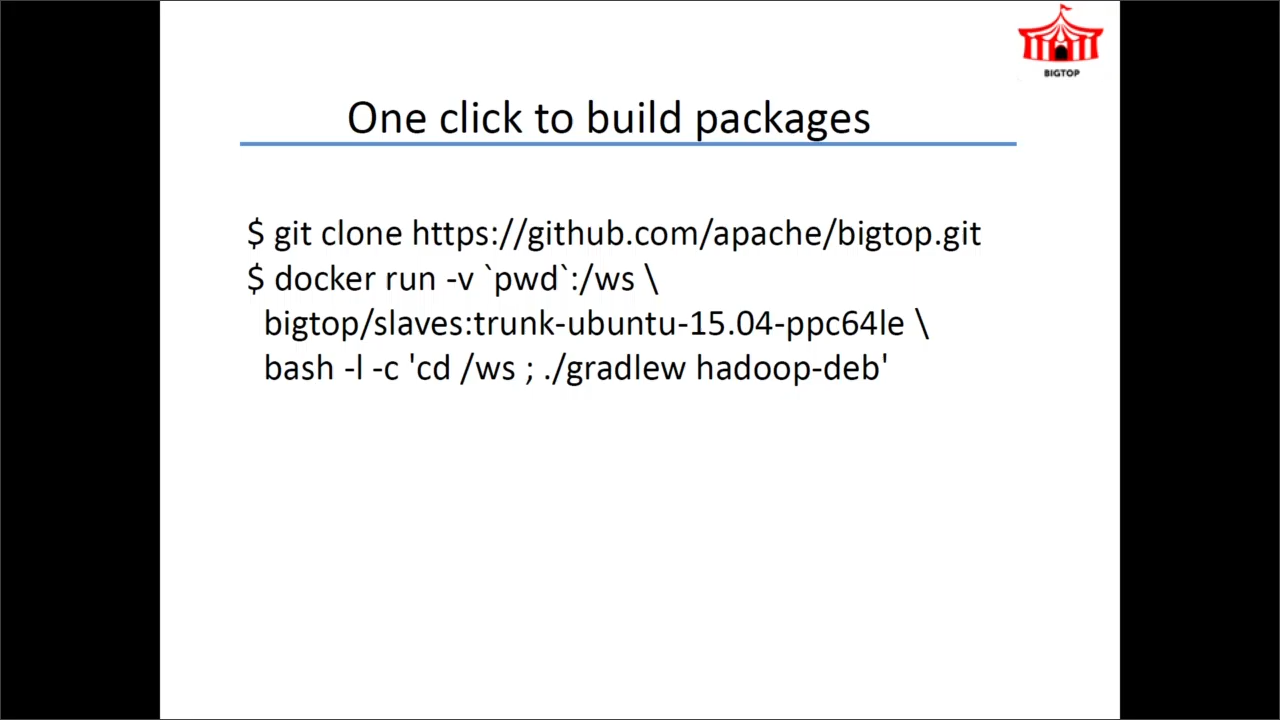 BIGTOP
One click to build packages
$ git clone https://github.com/apache/bigtop.git
$ docker run -v `pwd`:/ws \
bigtop/slaves:trunk-ubuntu-15.04-ppc64le \
bash -l -c 'cd /ws ; ./gradlew hadoop-deb'